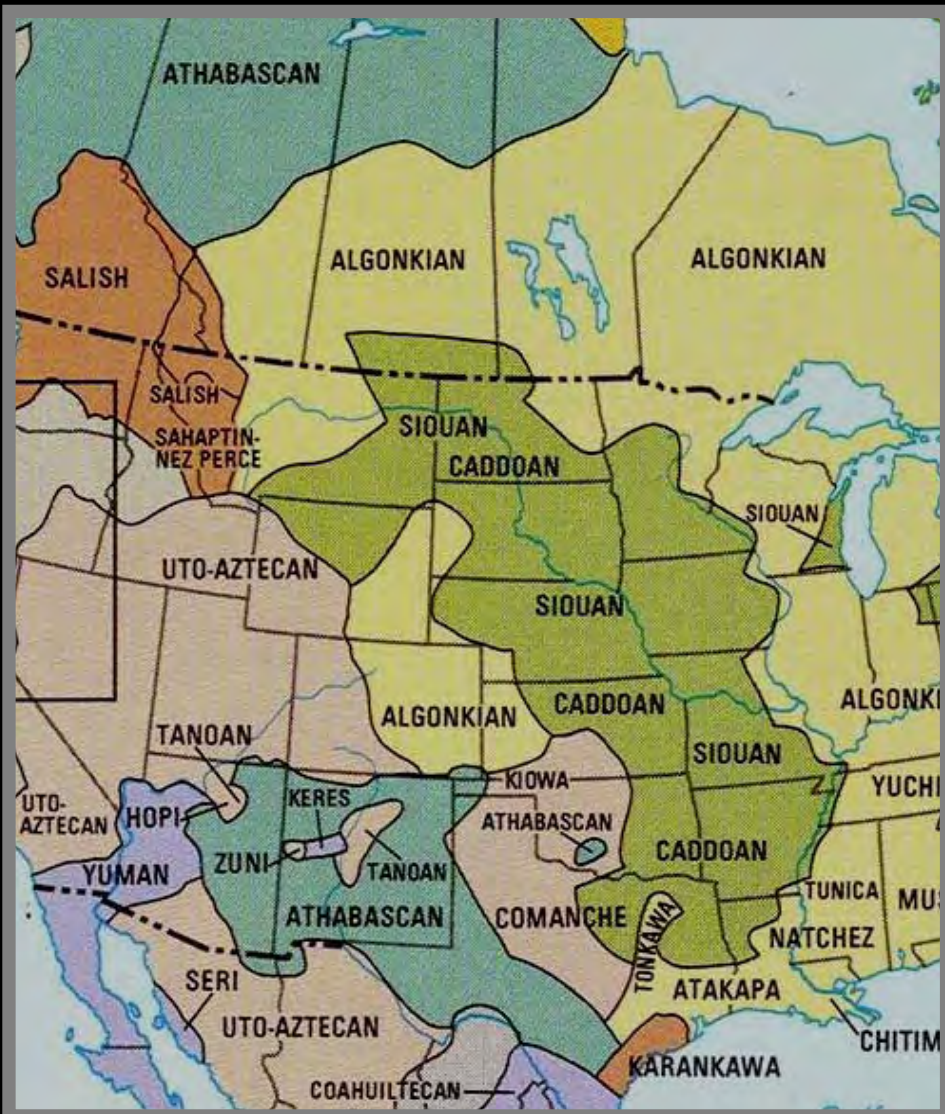 ATHABASCAN
SALISH
ALGONKIAN
ALGONKIAN
SALISH
SAHAPTIN-
NEZ PERCE
SIOUAN
CADDOAN
SIOUAN
UTO-AZTECAN
SIOUAN
ALGONKIAN
CADDOAN
ALGONKI
TANOAN
SIOUAN
UTO-
AZTECAN
HOPI
KERES
KIOWA
YUCHI
ATHABASCAN
ZUNI
TANOAN
CADDOAN
YUMAN
ATHABASCAN
COMANCHE
TONKAWA
TUNICA
MUS
NATCHEZ
SERI
ATAKAPA
UTO-AZTECAN
CHITIM
KARANKAWA
COAHUILTECAN